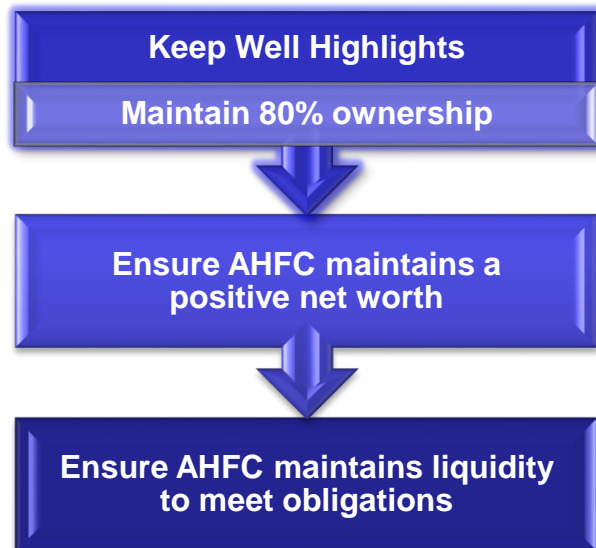 Keep Well Highlights
Maintain 80% ownership
Ensure AHFC maintains a
positive net worth
Ensure AHFC maintains liquidity
to meet obligations